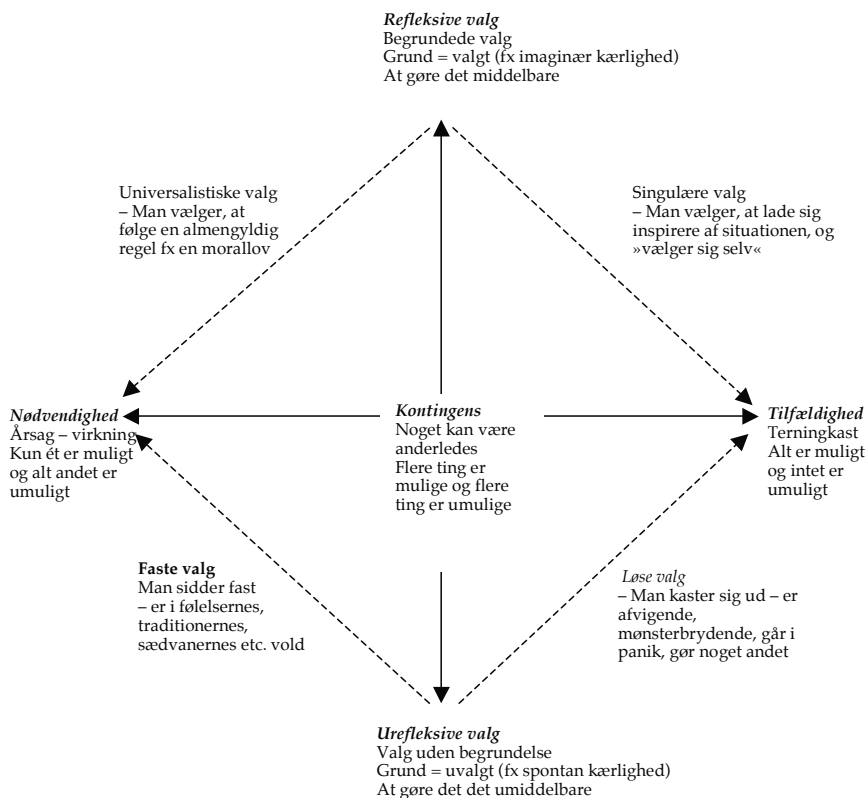 Refleksive valg
Begrundede valg
Grund = valgt (fx imaginær kærlighed)
At gøre det middelbare
Universalistiske valg
– Man vælger, at
følge en almengyldig
regel fx en morallov
Singulære valg
– Man vælger, at lade sig
inspirere af situationen, og
»vælger sig selv«
Nødvendighed
Årsag – virkning
Kun ét er muligt
og alt andet er
umuligt
Kontingens
Noget kan være
anderledes
Flere ting er
mulige og flere
ting er umulige
Tilfældighed
Terningkast
Alt er muligt
og intet er
umuligt
Faste valg
Man sidder fast
– er i følelsernes,
traditionernes,
sædvanernes etc. vold
Løse valg
– Man kaster sig ud – er
afvigende,
mønsterbrydende, går i
panik, gør noget andet
Urefleksive valg
Valg uden begrundelse
Grund = uvalgt (fx spontan kærlighed)
At gøre det det umiddelbare